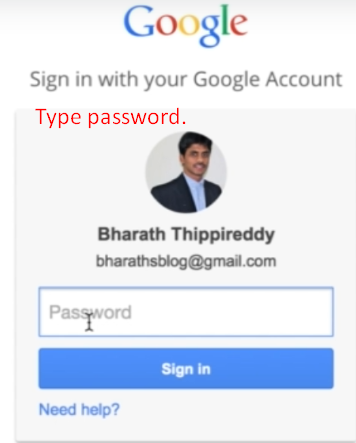 Google
Sign in with your Google Account
Type password.
Bharath Thippireddy
bharathsblog@gmail.com
Password
Sign in
Need help?